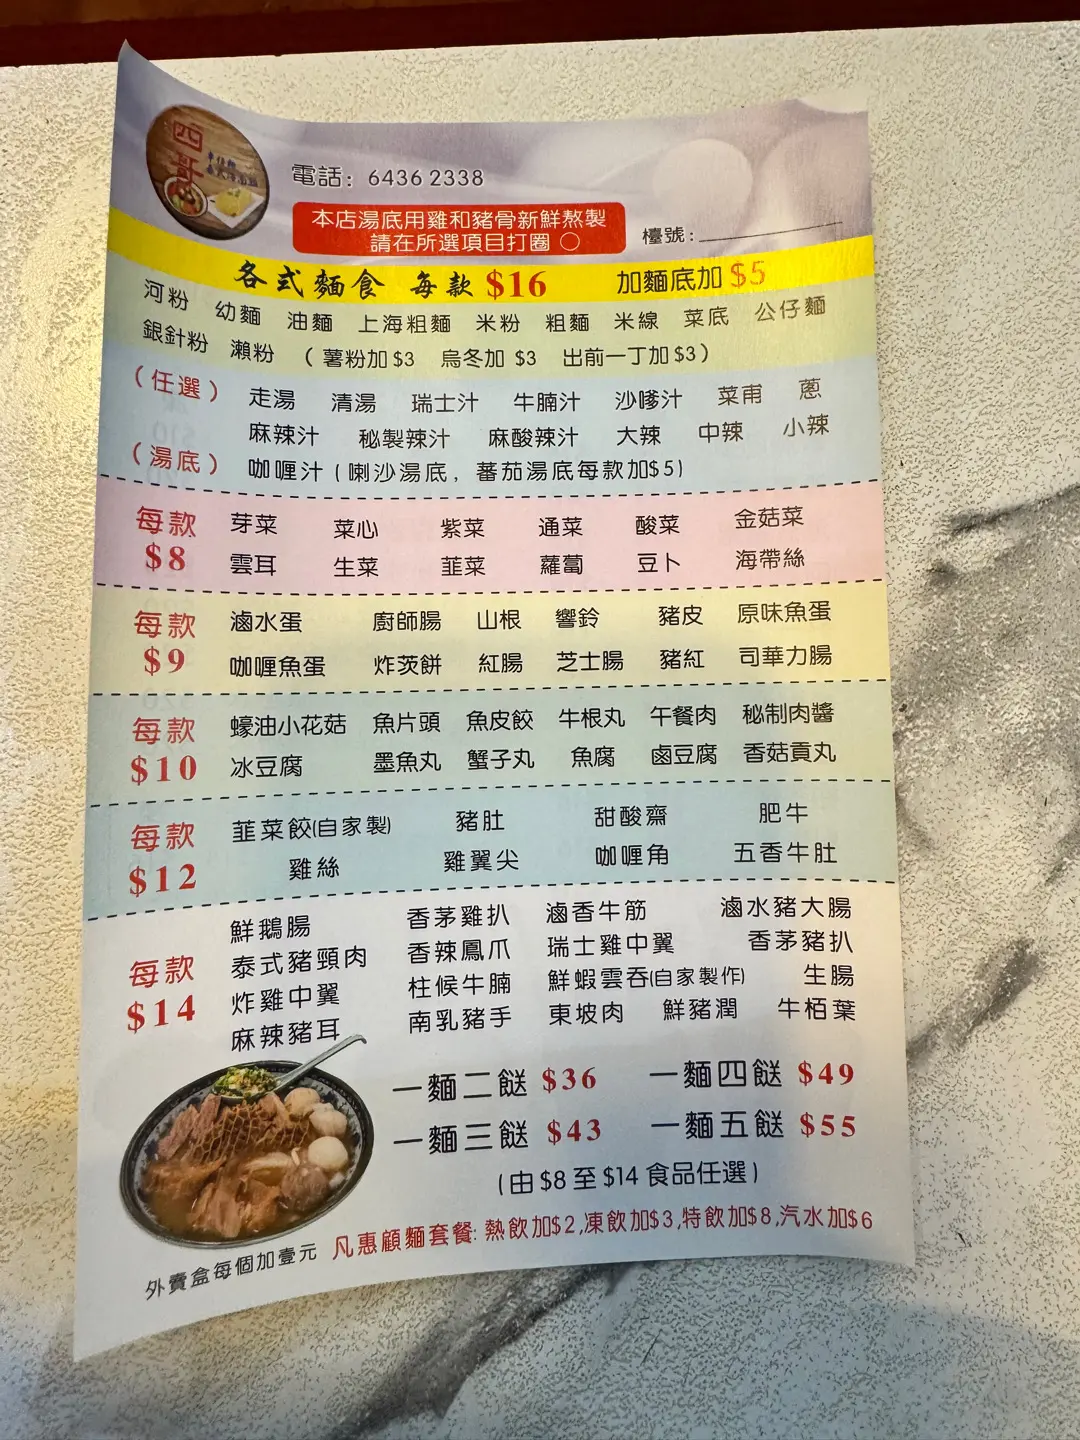 四哥
電話：6436 2338
本店湯底用雞和豬骨新鮮熬製
請在所選項目打圈 ○
檯號：
各式麵食 每款 $16 加麵底加 $5
河粉 幼麵 油麵 上海粗麵 米粉 粗麵 米線 菜底 公仔麵
銀針粉 瀨粉 （薯粉加 $3 烏冬加 $3 出前一丁加 $3）
（任選） 走湯 清湯 瑞士汁 牛腩汁 沙嗲汁 菜甫 蔥
麻辣汁 秘製辣汁 麻酸辣汁 大辣 中辣 小辣
（湯底） 咖喱汁（喇沙湯底，蕃茄湯底每款加$5）
每款 $8
芽菜 菜心 紫菜 通菜 酸菜 金菇菜
雲耳 生菜 韮菜 蘿蔔 豆卜 海帶絲
每款 $9
滷水蛋 廚師腸 山根 響鈴 豬皮 原味魚蛋
咖喱魚蛋 炸茨餅 紅腸 芝士腸 豬紅 司華力腸
每款 $10
蠔油小花菇 魚片頭 魚皮餃 牛根丸 午餐肉 秘制肉醬
冰豆腐 墨魚丸 蟹子丸 魚腐 鹵豆腐 香菇貢丸
每款 $12
韮菜餃(自家製) 豬肚 甜酸齋 肥牛
雞絲 雞翼尖 咖喱角 五香牛肚
每款 $14
鮮鵝腸 香茅雞扒 滷香牛筋 滷水豬大腸
泰式豬頸肉 香辣鳳爪 瑞士雞中翼 香茅豬扒
炸雞中翼 柱候牛腩 鮮蝦雲吞(自家製作) 生腸
麻辣豬耳 南乳豬手 東坡肉 鮮豬潤 牛栢葉
一麵二餸 $36 一麵四餸 $49
一麵三餸 $43 一麵五餸 $55
（由 $8 至 $14 食品任選）
凡惠顧麵套餐: 熱飲加$2,凍飲加$3,特飲加$8,汽水加$6
外賣盒每個加壹元